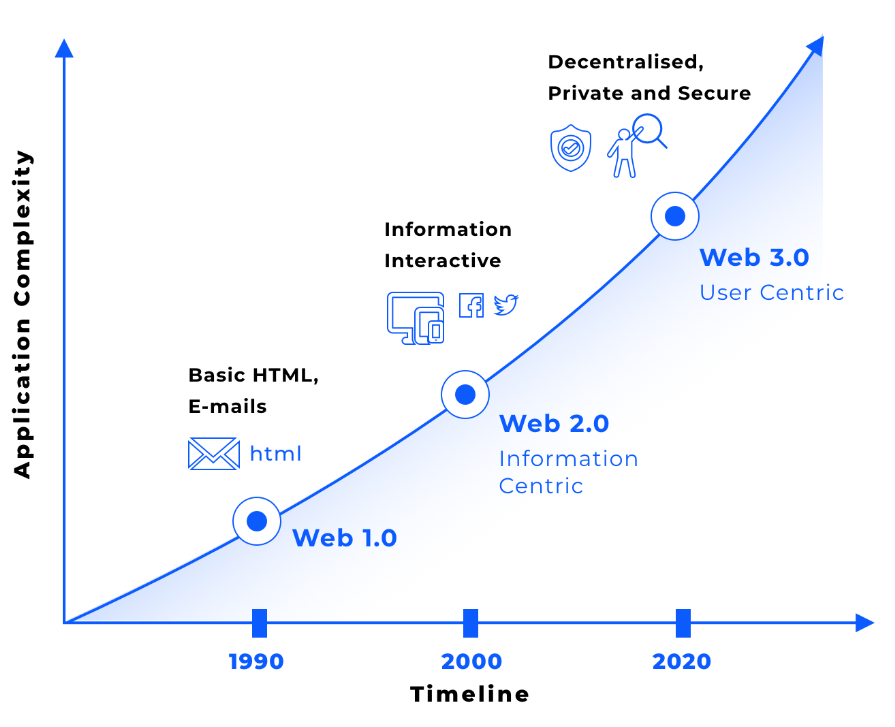 Decentralised,
Private and Secure
Information
Interactive
Web 3.0
User Centric
Basic HTML,
E-mails
html
Web 2.0
Information
Centric
Web 1.0
Application Complexity
1990
2000
2020
Timeline